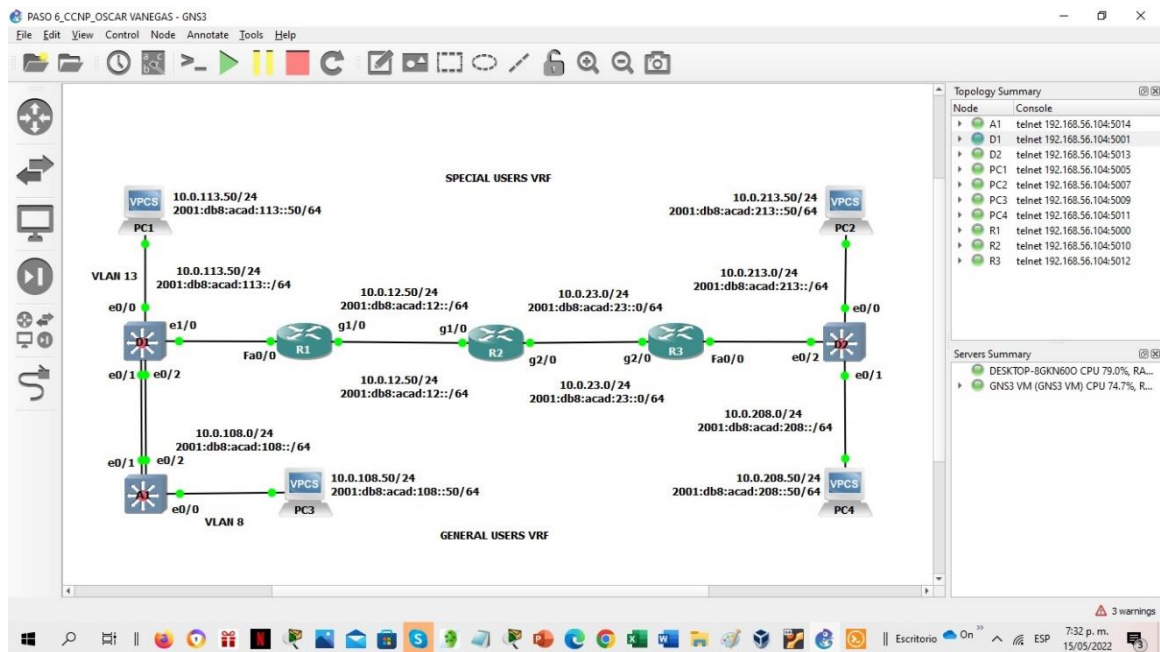 PASO 6_CCNP_OSCAR VANEGAS - GNS3
File Edit View Control Node Annotate Tools Help
SPECIAL USERS VRF
VPCS
10.0.113.50/24
2001:db8:acad:113::50/64
PC1
10.0.213.50/24
2001:db8:acad:213::50/64
VPCS
PC2
VLAN 13
10.0.113.50/24
2001:db8:acad:113::/64
10.0.12.50/24
2001:db8:acad:12::/64
10.0.23.0/24
2001:db8:acad:23::0/64
10.0.213.0/24
2001:db8:acad:213::/64
e0/0
e1/0
D1
Fa0/0
R1
g1/0
g1/0
R2
g2/0
g2/0
R3
Fa0/0
e0/2
D2
e0/0
e0/1
e0/1
e0/2
10.0.12.50/24
2001:db8:acad:12::/64
10.0.23.0/24
2001:db8:acad:23::0/64
10.0.108.0/24
2001:db8:acad:108::/64
10.0.208.0/24
2001:db8:acad:208::/64
e0/1
e0/2
A1
e0/0
VLAN 8
VPCS
10.0.108.50/24
2001:db8:acad:108::50/64
PC3
10.0.208.50/24
2001:db8:acad:208::50/64
VPCS
PC4
GENERAL USERS VRF
Topology Summary
Node Console
A1 telnet 192.168.56.104:5014
D1 telnet 192.168.56.104:5001
D2 telnet 192.168.56.104:5013
PC1 telnet 192.168.56.104:5005
PC2 telnet 192.168.56.104:5007
PC3 telnet 192.168.56.104:5009
PC4 telnet 192.168.56.104:5011
R1 telnet 192.168.56.104:5000
R2 telnet 192.168.56.104:5010
R3 telnet 192.168.56.104:5012
Servers Summary
DESKTOP-8GKN60O CPU 79.0%, RA...
GNS3 VM (GNS3 VM) CPU 74.7%, R...
3 warnings
Escritorio On ESP 7:32 p. m.
15/05/2022